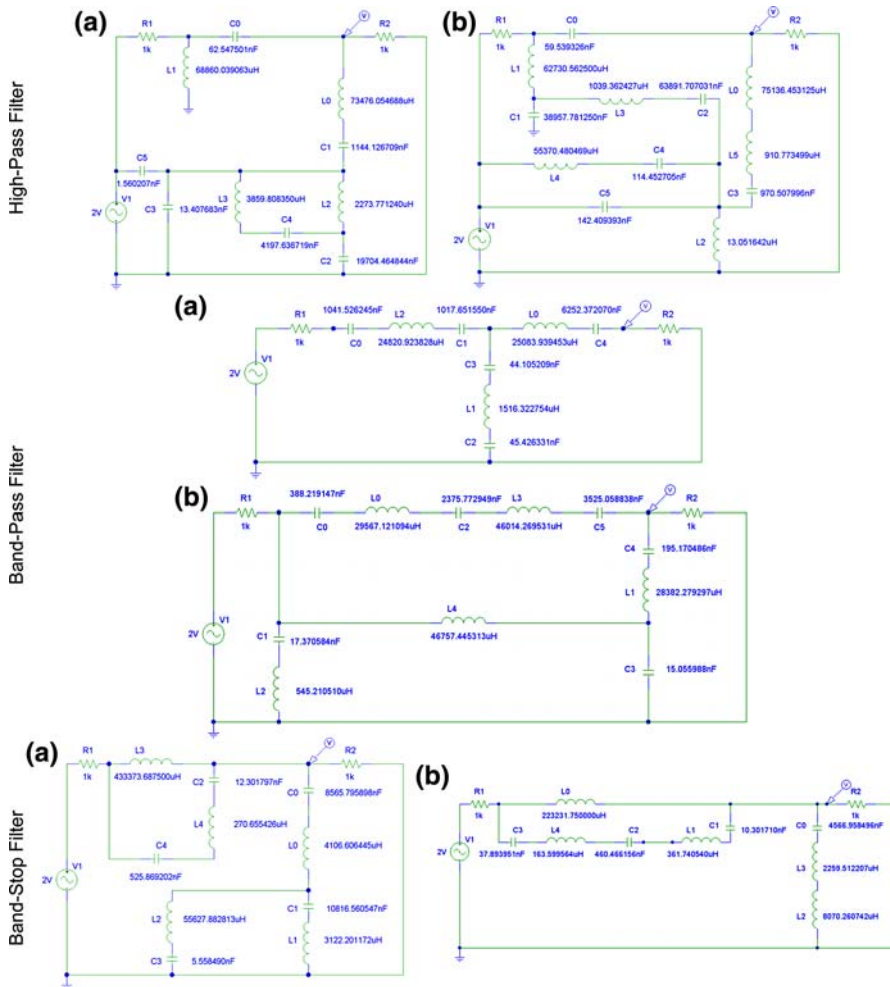 High-Pass Filter
(a)
R1
1k
C0
62.547501nF
V
R2
1k
L1
68860.039063uH
L0
73476.054688uH
C1
1144.126709nF
C5
1.560207nF
V1
2V
C3
13.407683nF
L3
3859.808350uH
C4
4197.636719nF
L2
2273.771240uH
C2
19704.464844nF
(b)
R1
1k
C0
59.539326nF
V
R2
1k
L1
62730.562500uH
1039.362427uH
L3
63891.707031nF
C2
L0
75136.453125uH
C1
38957.781250nF
55370.480469uH
L4
C4
114.452705nF
L5
910.773499uH
C3
970.507996nF
C5
142.409393nF
V1
2V
L2
13.051642uH
Band-Pass Filter
(a)
R1
1k
1041.526245nF
C0
L2
24820.923828uH
1017.651550nF
C1
L0
25083.939453uH
6252.372070nF
C4
V
R2
1k
V1
2V
C3
44.105209nF
L1
1516.322754uH
C2
45.426331nF
(b)
R1
1k
388.219147nF
C0
L0
29567.121094uH
2375.772949nF
C2
L3
46014.269531uH
3525.058838nF
C5
V
R2
1k
C4
195.170486nF
L1
28382.279297uH
L4
46757.445313uH
V1
2V
C1
17.370584nF
L2
545.210510uH
C3
15.055988nF
Band-Stop Filter
(a)
R1
1k
L3
433373.687500uH
V
R2
1k
C2
12.301797nF
C0
8565.795898nF
L4
270.655426uH
L0
4106.606445uH
C4
525.869202nF
V1
2V
L2
55627.882813uH
C1
10816.560547nF
C3
5.558490nF
L1
3122.201172uH
(b)
R1
1k
L0
223231.750000uH
V
R2
1k
C3
37.893951nF
L4
163.599564uH
C2
460.466156nF
L1
361.740540uH
C1
10.301710nF
C0
4566.958496nF
V1
2V
L3
2259.512207uH
L2
8070.260742uH